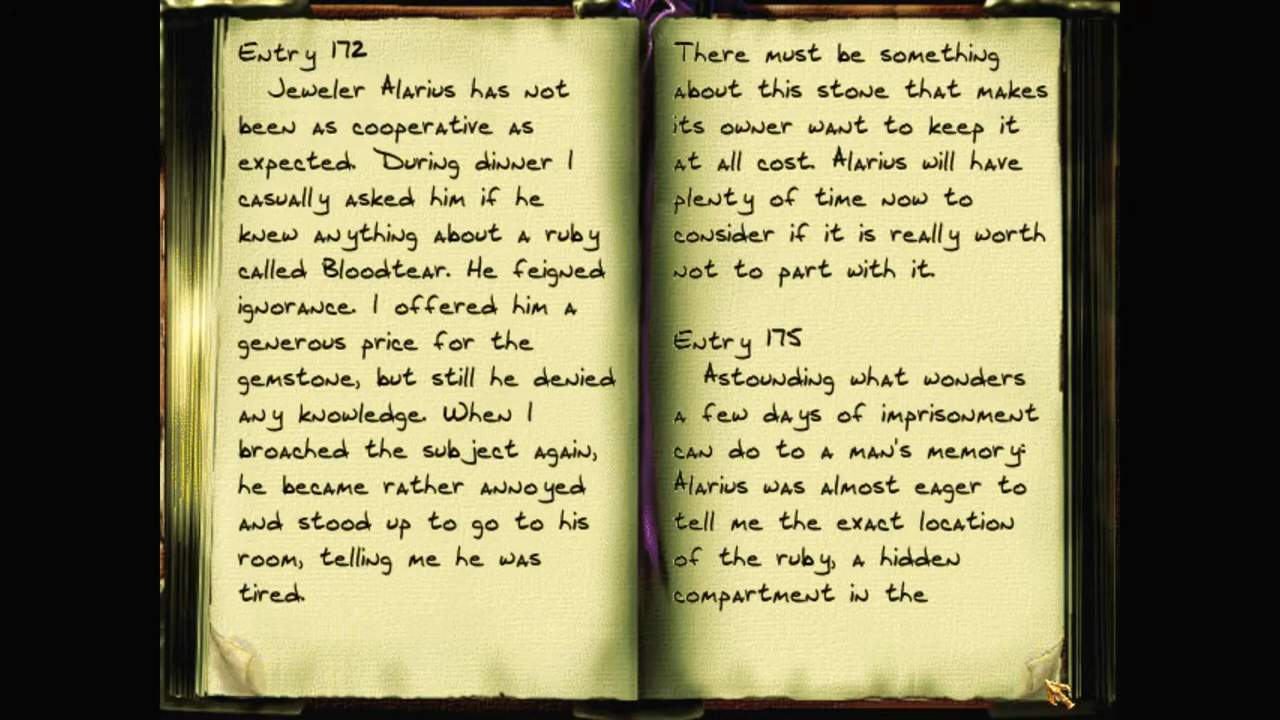 Entry 172
Jeweler Alarius has not
been as cooperative as
expected. During dinner I
casually asked him if he
knew anything about a ruby
called Bloodtear. He feigned
ignorance. I offered him a
generous price for the
gemstone, but still he denied
any knowledge. When I
broached the subject again,
he became rather annoyed
and stood up to go to his
room, telling me he was
tired.
There must be something
about this stone that makes
its owner want to keep it
at all cost. Alarius will have
plenty of time now to
consider if it is really worth
not to part with it.
Entry 175
Astounding what wonders
a few days of imprisonment
can do to a man's memory:
Alarius was almost eager to
tell me the exact location
of the ruby, a hidden
compartment in the